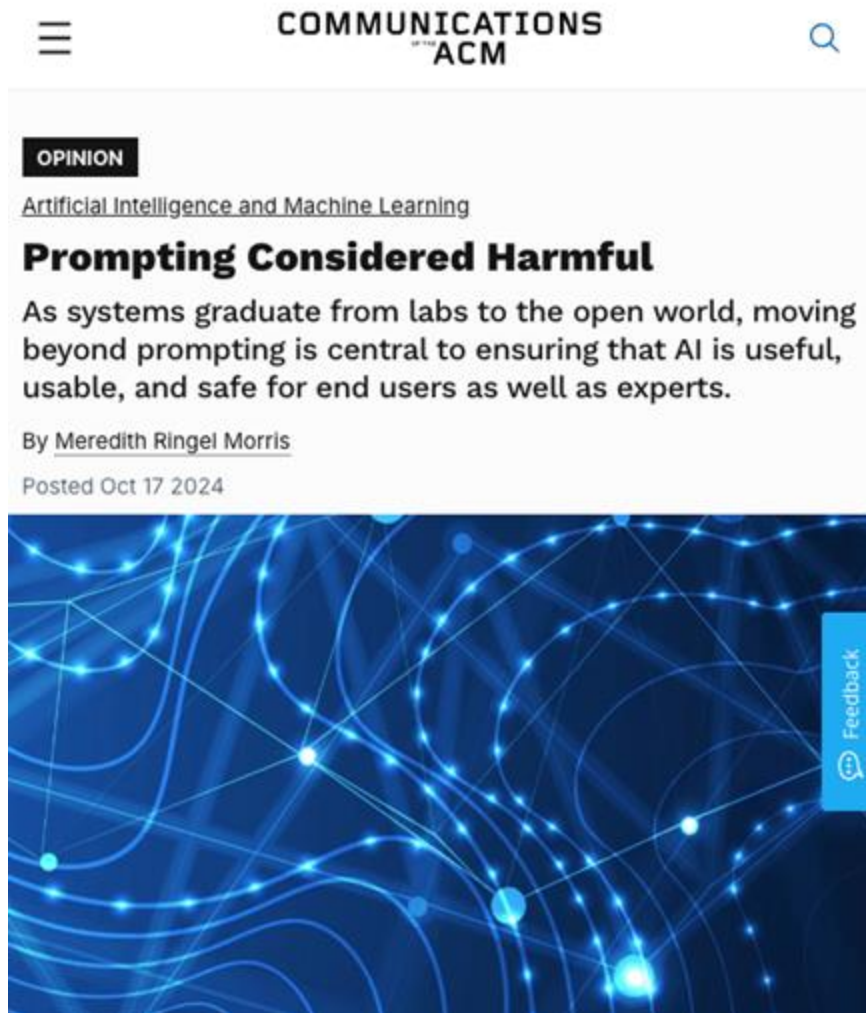 COMMUNICATIONS
OF THE
ACM
OPINION
Artificial Intelligence and Machine Learning
Prompting Considered Harmful
As systems graduate from labs to the open world, moving
beyond prompting is central to ensuring that AI is useful,
usable, and safe for end users as well as experts.
By Meredith Ringel Morris
Posted Oct 17 2024
Feedback